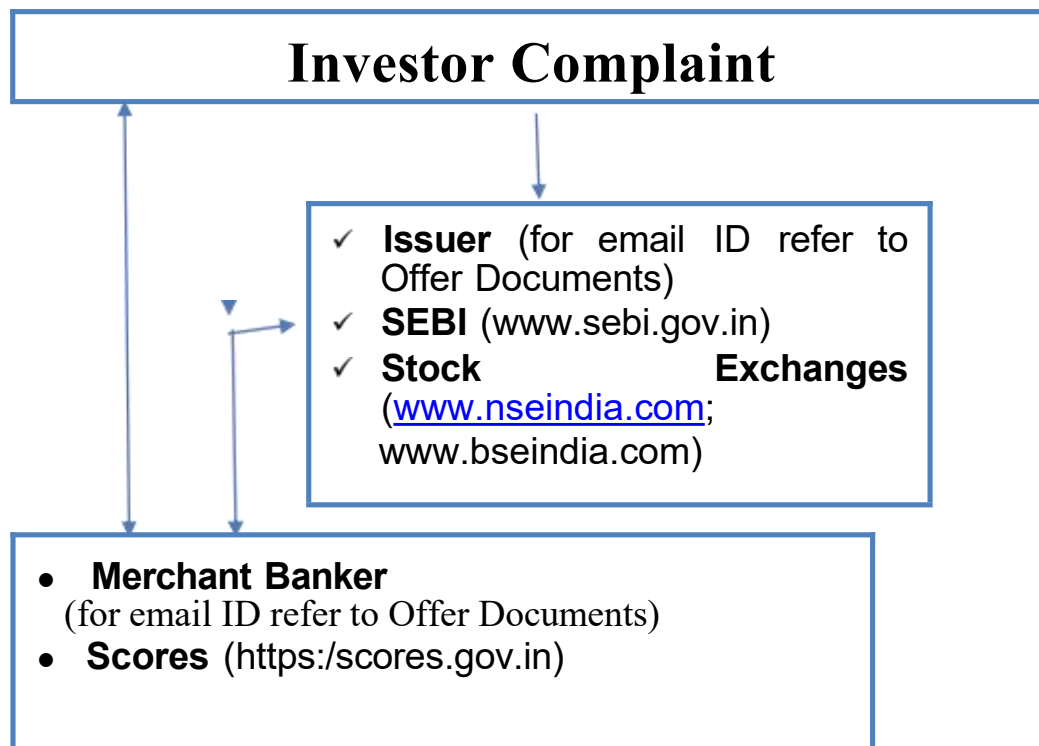 Investor Complaint
✓ Issuer (for email ID refer to
Offer Documents)
✓ SEBI (www.sebi.gov.in)
✓ Stock Exchanges
(www.nseindia.com;
www.bseindia.com)
● Merchant Banker
(for email ID refer to Offer Documents)
● Scores (https:/scores.gov.in)